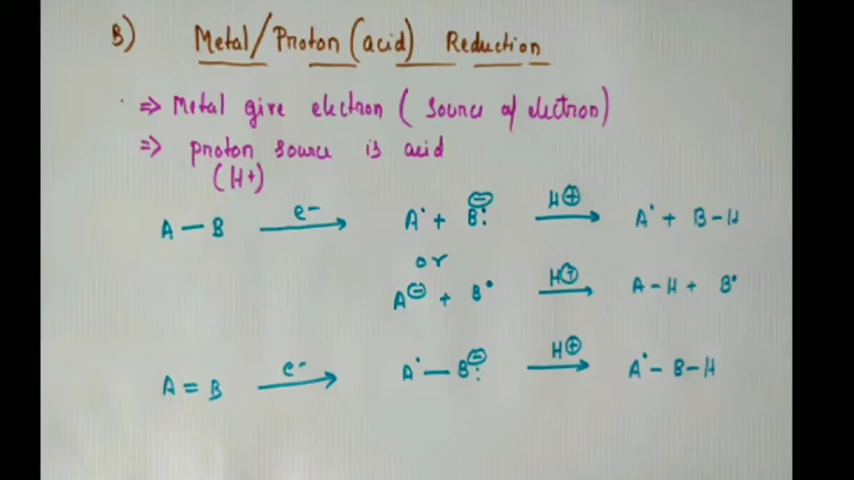 B) Metal/Proton (acid) Reduction
⇒ Metal give electron ( Source of electron)
⇒ proton source is acid
(H+)
A — B —e-→ A• + B:⊖ —H⊕→ A• + B-H
or
A⊖ + B• —H⊕→ A-H + B•
A = B —e-→ A• — B:⊖ —H⊕→ A• - B - H